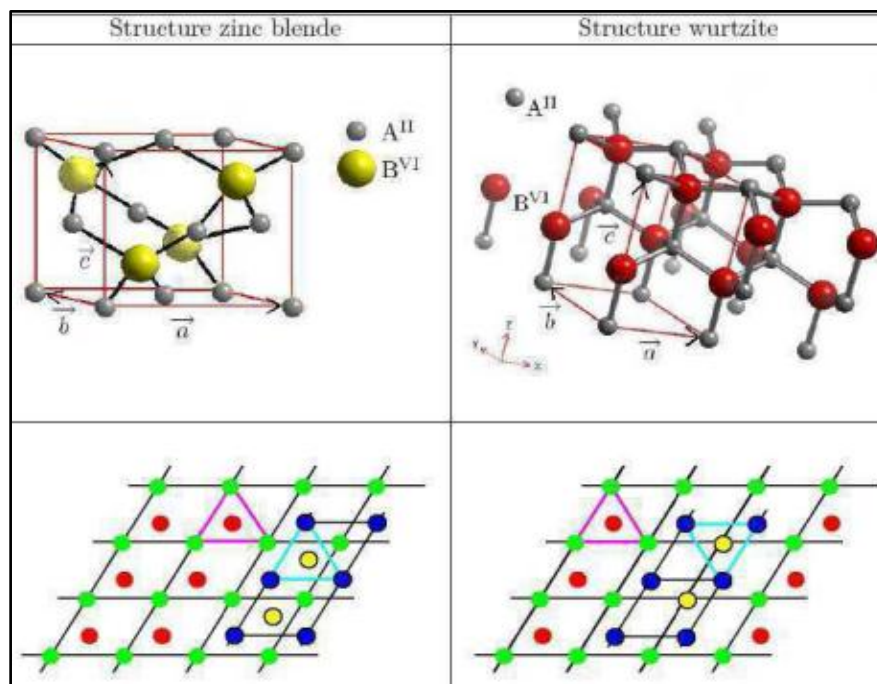 Structure zinc blende
Structure wurtzite
A^II
B^VI
c
b
a
A^II
B^VI
c
b
a
z
x